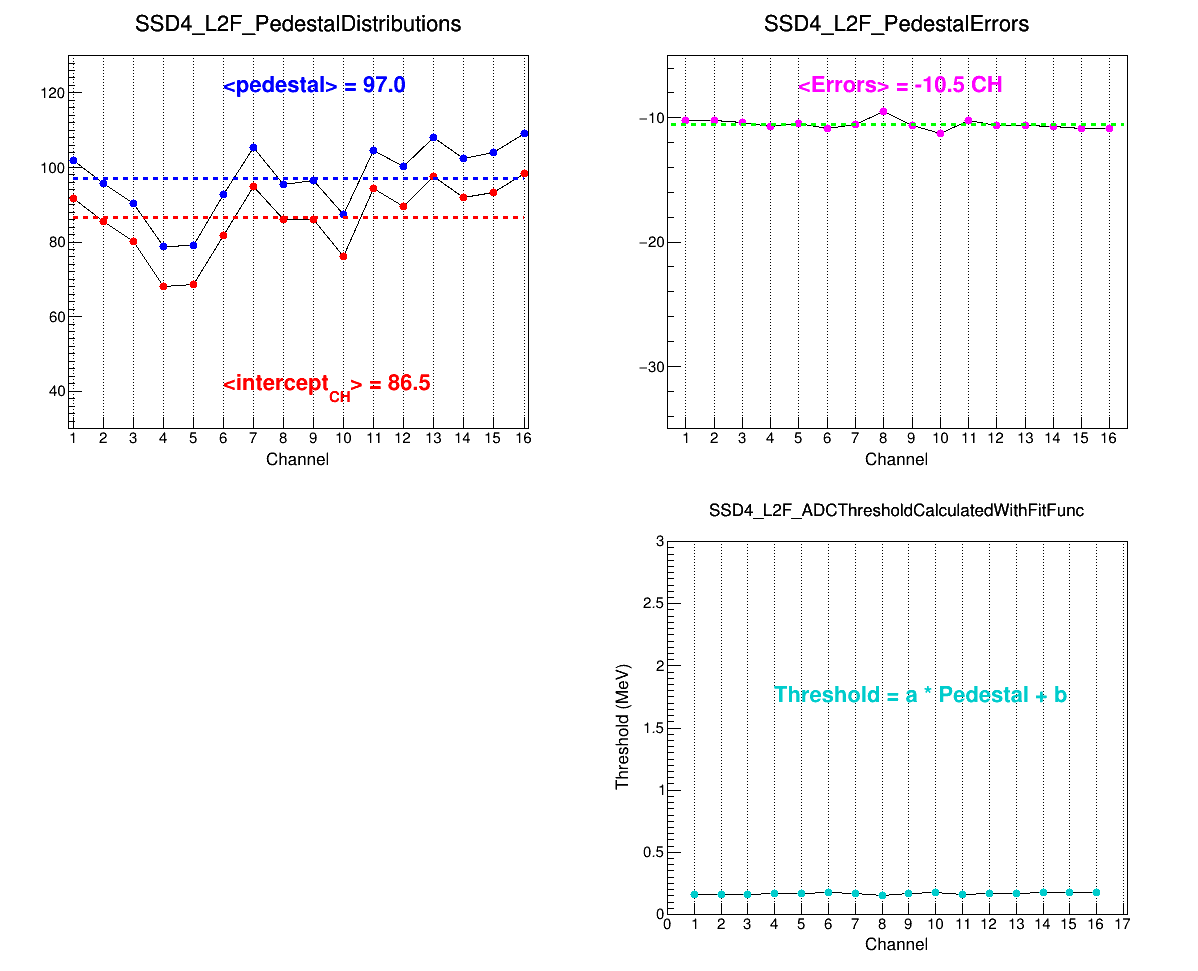 SSD4_L2F_PedestalDistributions
<pedestal> = 97.0
120
100
80
60
40
<intercept_CH> = 86.5
1 2 3 4 5 6 7 8 9 10 11 12 13 14 15 16
Channel
SSD4_L2F_PedestalErrors
<Errors> = -10.5 CH
−10
−20
−30
1 2 3 4 5 6 7 8 9 10 11 12 13 14 15 16
Channel
SSD4_L2F_ADCThresholdCalculatedWithFitFunc
Threshold (MeV)
3
2.5
2
1.5
1
0.5
0
Threshold = a * Pedestal + b
0 1 2 3 4 5 6 7 8 9 10 11 12 13 14 15 16 17
Channel